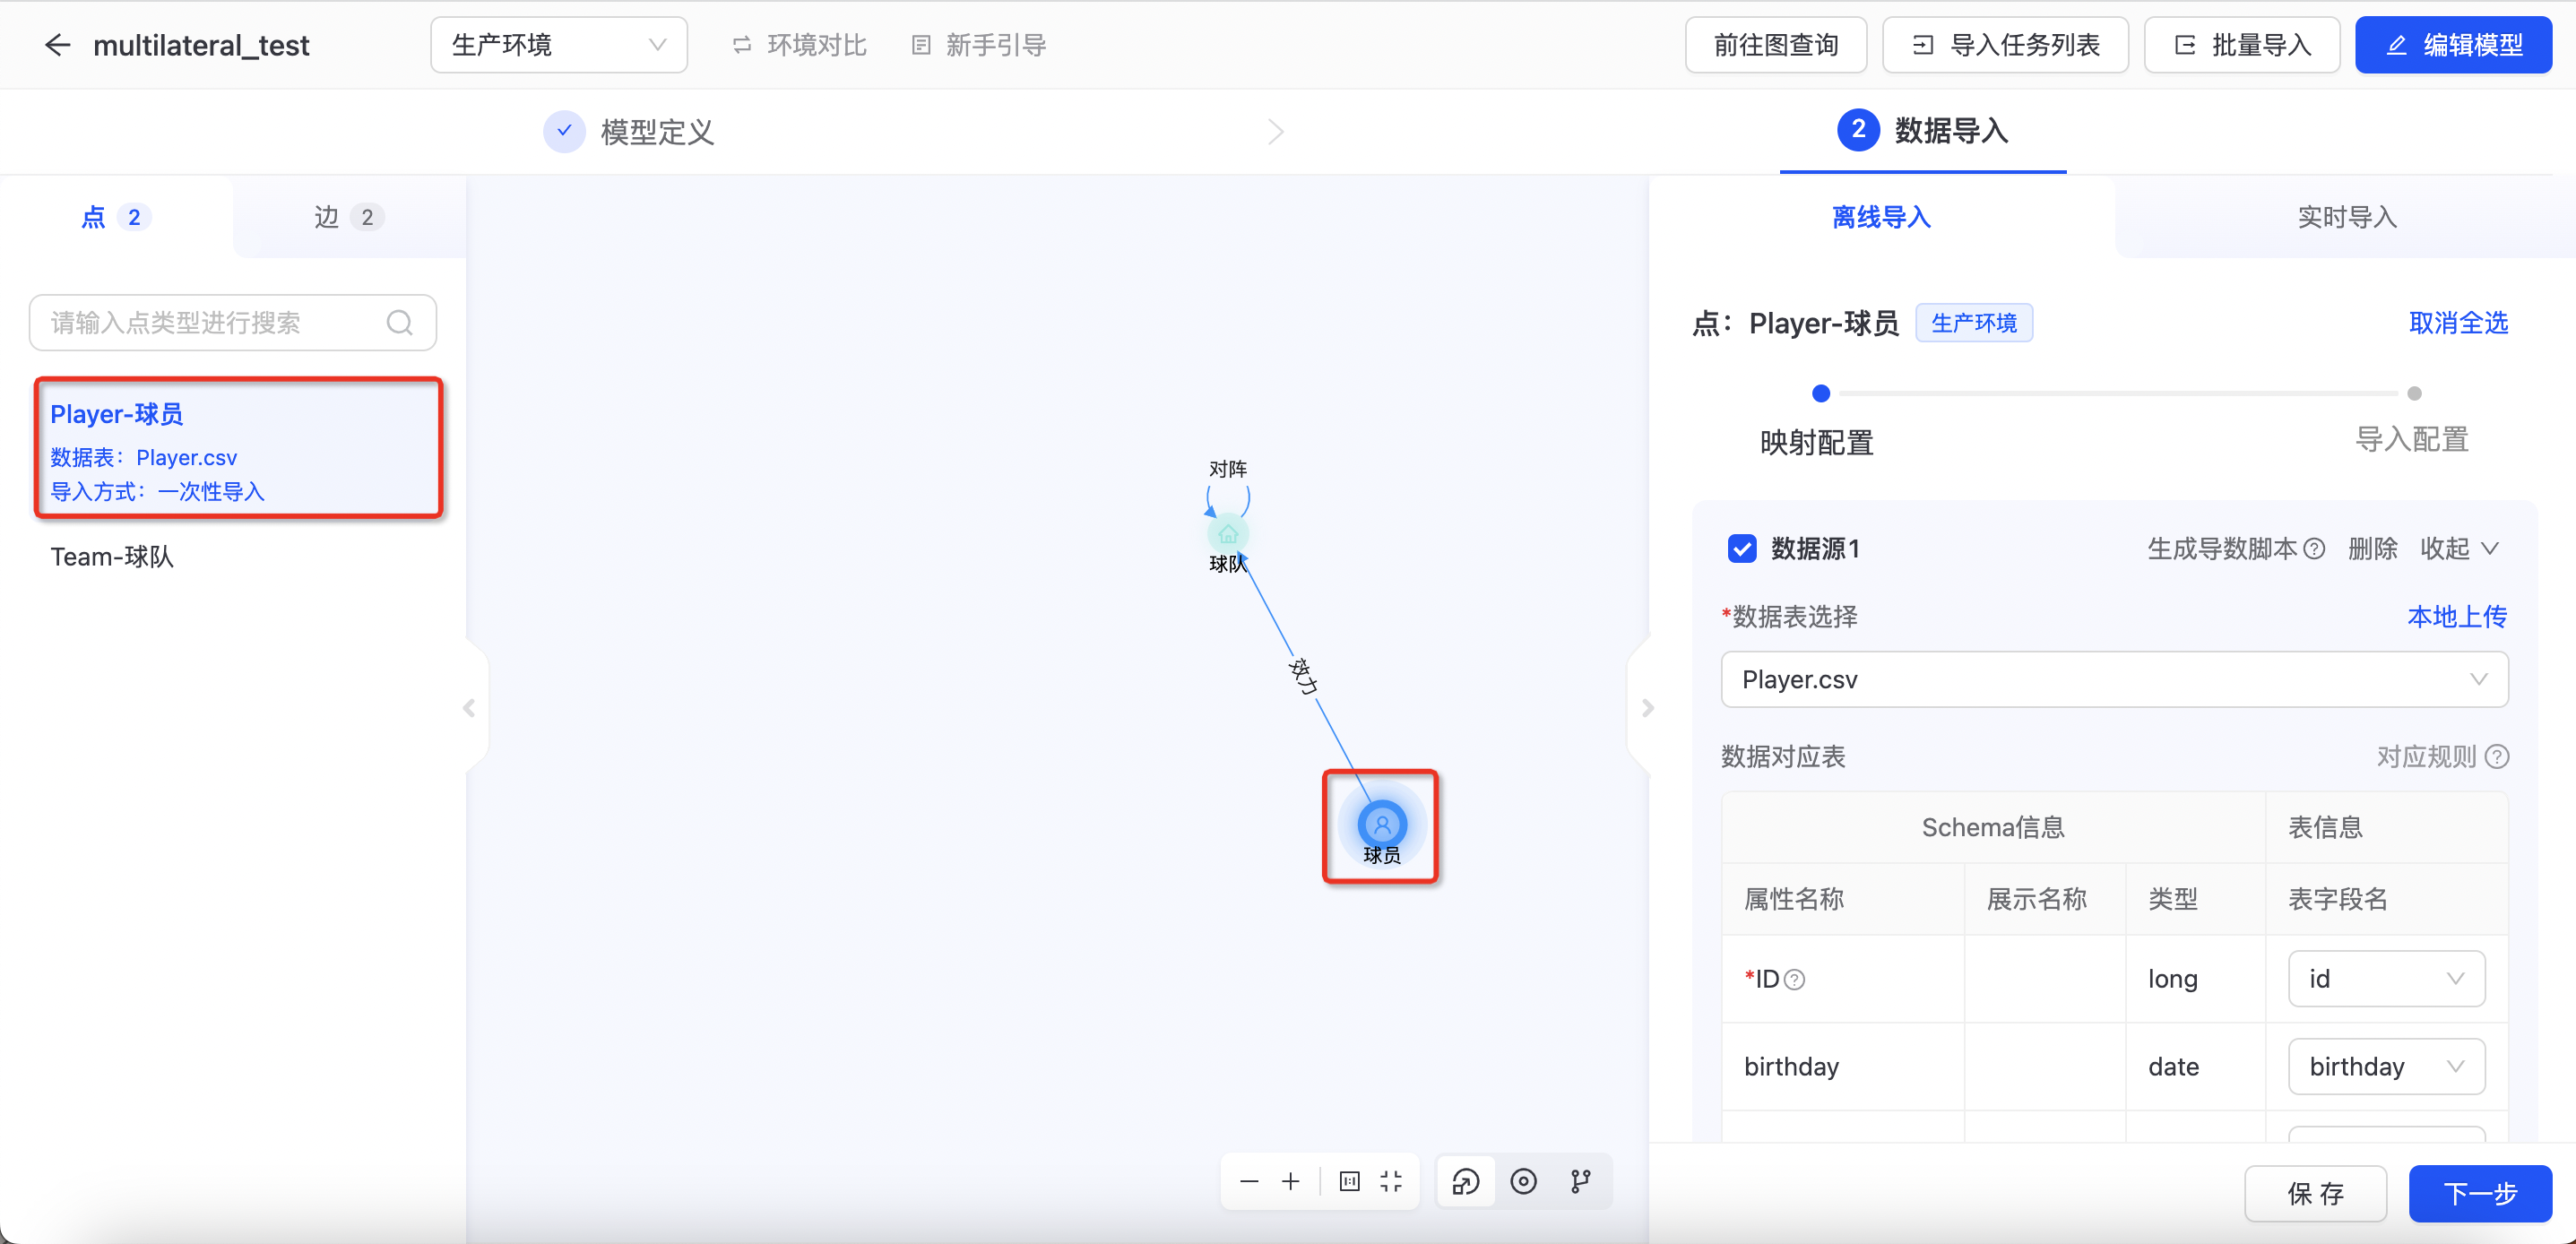 multilateral_test
生产环境
环境对比
新手引导
前往图查询
导入任务列表
批量导入
编辑模型
模型定义
2 数据导入
点 2
边 2
请输入点类型进行搜索
Player-球员
数据表：Player.csv
导入方式：一次性导入
Team-球队
对阵
球队
效力
球员
离线导入
实时导入
点：Player-球员 生产环境
取消全选
映射配置
导入配置
数据源1
生成导数脚本 删除 收起
*数据表选择
本地上传
Player.csv
数据对应表
对应规则
Schema信息 表信息
属性名称 展示名称 类型 表字段名
*ID long id
birthday date birthday
保 存
下一步